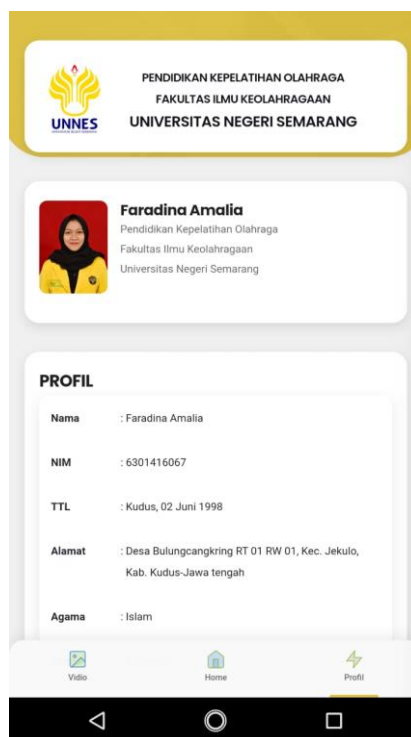 PENDIDIKAN KEPELATIHAN OLAHRAGA
FAKULTAS ILMU KEOLAHRAGAAN
UNIVERSITAS NEGERI SEMARANG
UNNES
Faradina Amalia
Pendidikan Kepelatihan Olahraga
Fakultas Ilmu Keolahragaan
Universitas Negeri Semarang
PROFIL
Nama : Faradina Amalia
NIM : 6301416067
TTL : Kudus, 02 Juni 1998
Alamat : Desa Bulungcangkring RT 01 RW 01, Kec. Jekulo,
Kab. Kudus-Jawa tengah
Agama : Islam
Vidio Home Profil